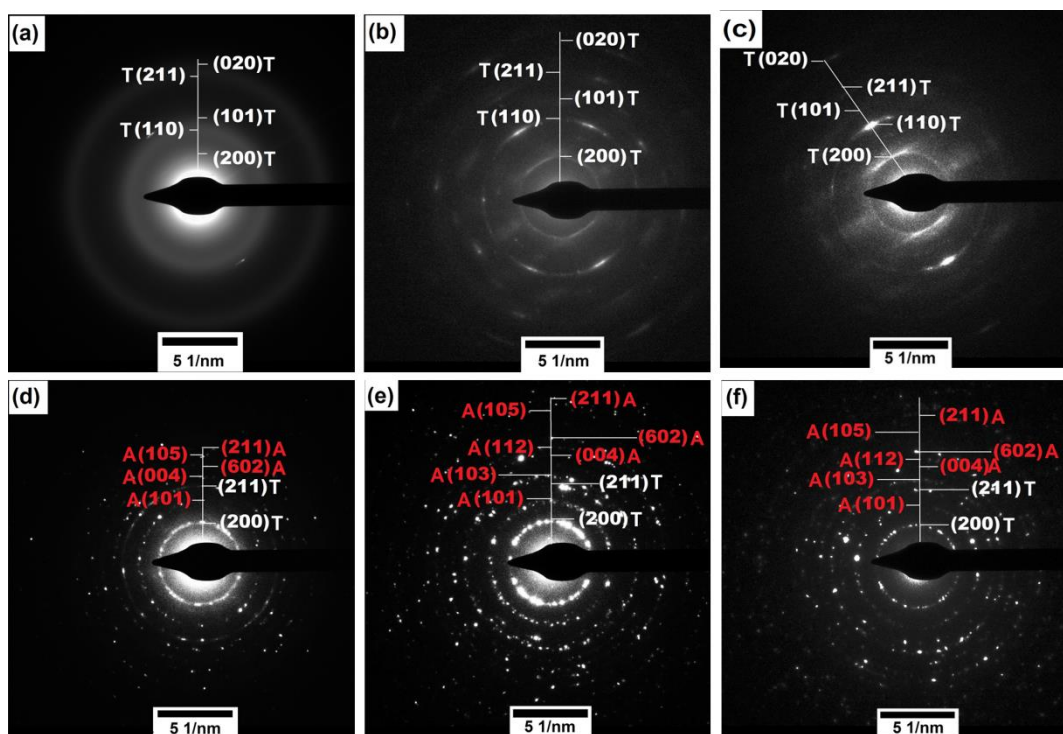 (a)
(020)T
T(211)
(101)T
T(110)
(200)T
5 1/nm
(b)
(020)T
T(211)
(101)T
T(110)
(200)T
5 1/nm
(c)
T(020)
(211)T
T(101)
(110)T
T(200)
5 1/nm
(d)
(211)A
A(105)
(602)A
A(004)
(211)T
A(101)
(200)T
5 1/nm
(e)
(211)A
A(105)
(602)A
A(112)
(004)A
A(103)
(211)T
A(101)
(200)T
5 1/nm
(f)
(211)A
A(105)
(602)A
A(112)
(004)A
A(103)
(211)T
A(101)
(200)T
5 1/nm